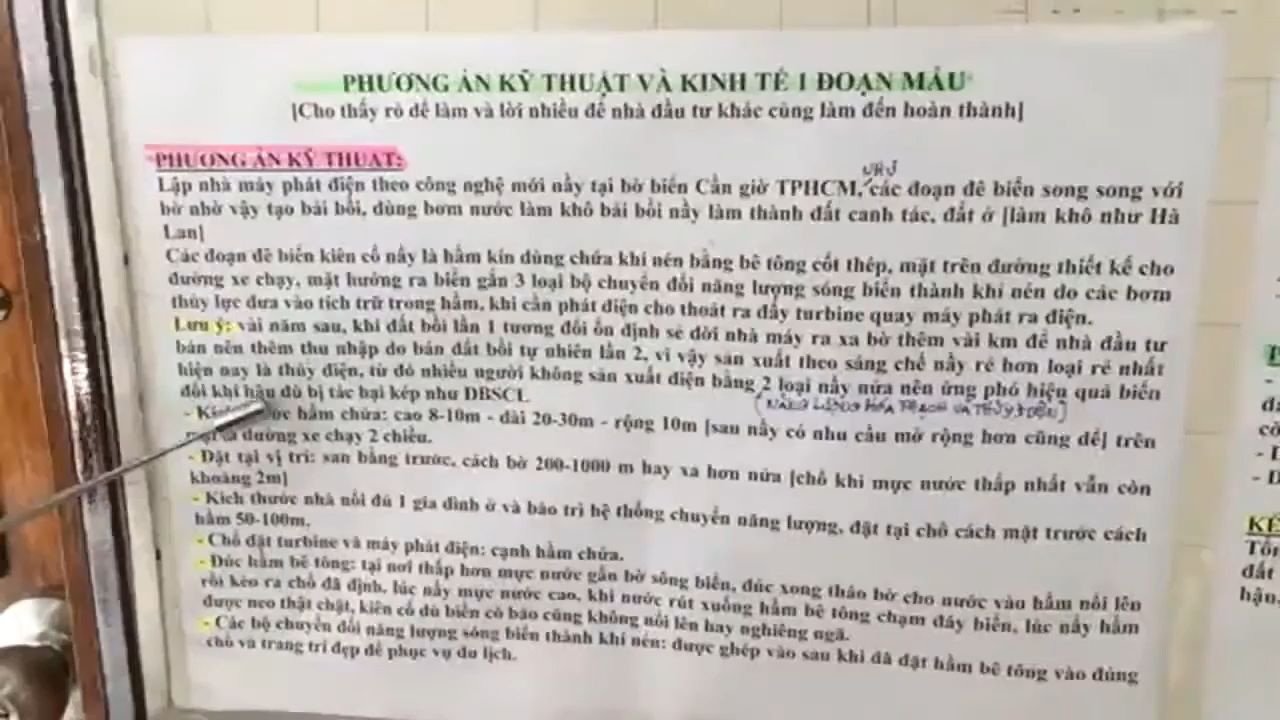 PHƯƠNG ÁN KỸ THUẬT VÀ KINH TẾ 1 ĐOẠN MẪU
[Cho thấy rõ dể làm và lời nhiều để nhà đầu tư khác cùng làm đến hoàn thành]
PHƯƠNG ÁN KỸ THUẬT:
Lập nhà máy phát điện theo công nghệ mới nầy tại bờ biển Cần giờ TPHCM, các đoạn đê biển song song với
bờ nhờ vậy tạo bãi bồi, dùng bơm nước làm khô bãi bồi nầy làm thành đất canh tác, đất ở [làm khô như Hà
Lan]
Các đoạn đê biển kiên cố nầy là hầm kín dùng chứa khí nén bằng bê tông cốt thép, mặt trên đường thiết kế cho
đường xe chạy, mặt hướng ra biển gắn 3 loại bộ chuyển đổi năng lượng sóng biển thành khí nén do các bơm
thủy lực đưa vào tích trữ trong hầm, khi cần phát điện cho thoát ra đẩy turbine quay máy phát ra điện.
Lưu ý: vài năm sau, khi đất bồi lần 1 tương đối ổn định sẽ dời nhà máy ra xa bờ thêm vài km để nhà đầu tư
bán nên thêm thu nhập do bán đất bồi tự nhiên lần 2, vì vậy sản xuất theo sáng chế nầy rẻ hơn loại rẻ nhất
hiện nay là thủy điện, từ đó nhiều người không sản xuất điện bằng 2 loại nầy nửa nên ứng phó hiệu quả biến
đổi khí hậu dù bị tác hại kép như ĐBSCL
(NĂNG LƯỢNG HÓA THẠCH VÀ THỦY ĐIỆN)
- hầm chứa: cao 8-10m - dài 20-30m - rộng 10m [sau nầy có nhu cầu mở rộng hơn cũng dể] trên
đường xe chạy 2 chiều.
- Đặt tại vị trí: san bằng trước, cách bờ 200-1000 m hay xa hơn nửa [chổ khi mực nước thấp nhất vẫn còn
khoảng 2m]
- Kích thước nhà nổi đủ 1 gia đình ở và bảo trì hệ thống chuyển năng lượng, đặt tại chổ cách mặt trước cách
hầm 50-100m.
- Chổ đặt turbine và máy phát điện: cạnh hầm chứa.
- Đúc hầm bê tông: tại nơi thấp hơn mực nước gần bờ sông biển, đúc xong tháo bờ cho nước vào hầm nổi lên
rồi kéo ra chổ đã định, lúc nầy mực nước cao, khi nước rút xuống hầm bê tông chạm đáy biển, lúc nầy hầm
được neo thật chặt, kiên cố dù biển có bảo cũng không nổi lên hay nghiêng ngã.
- Các bộ chuyển đổi năng lượng sóng biển thành khí nén: được ghép vào sau khi đã đặt hầm bê tông vào đúng
chổ và trang trí đẹp để phục vụ du lịch.